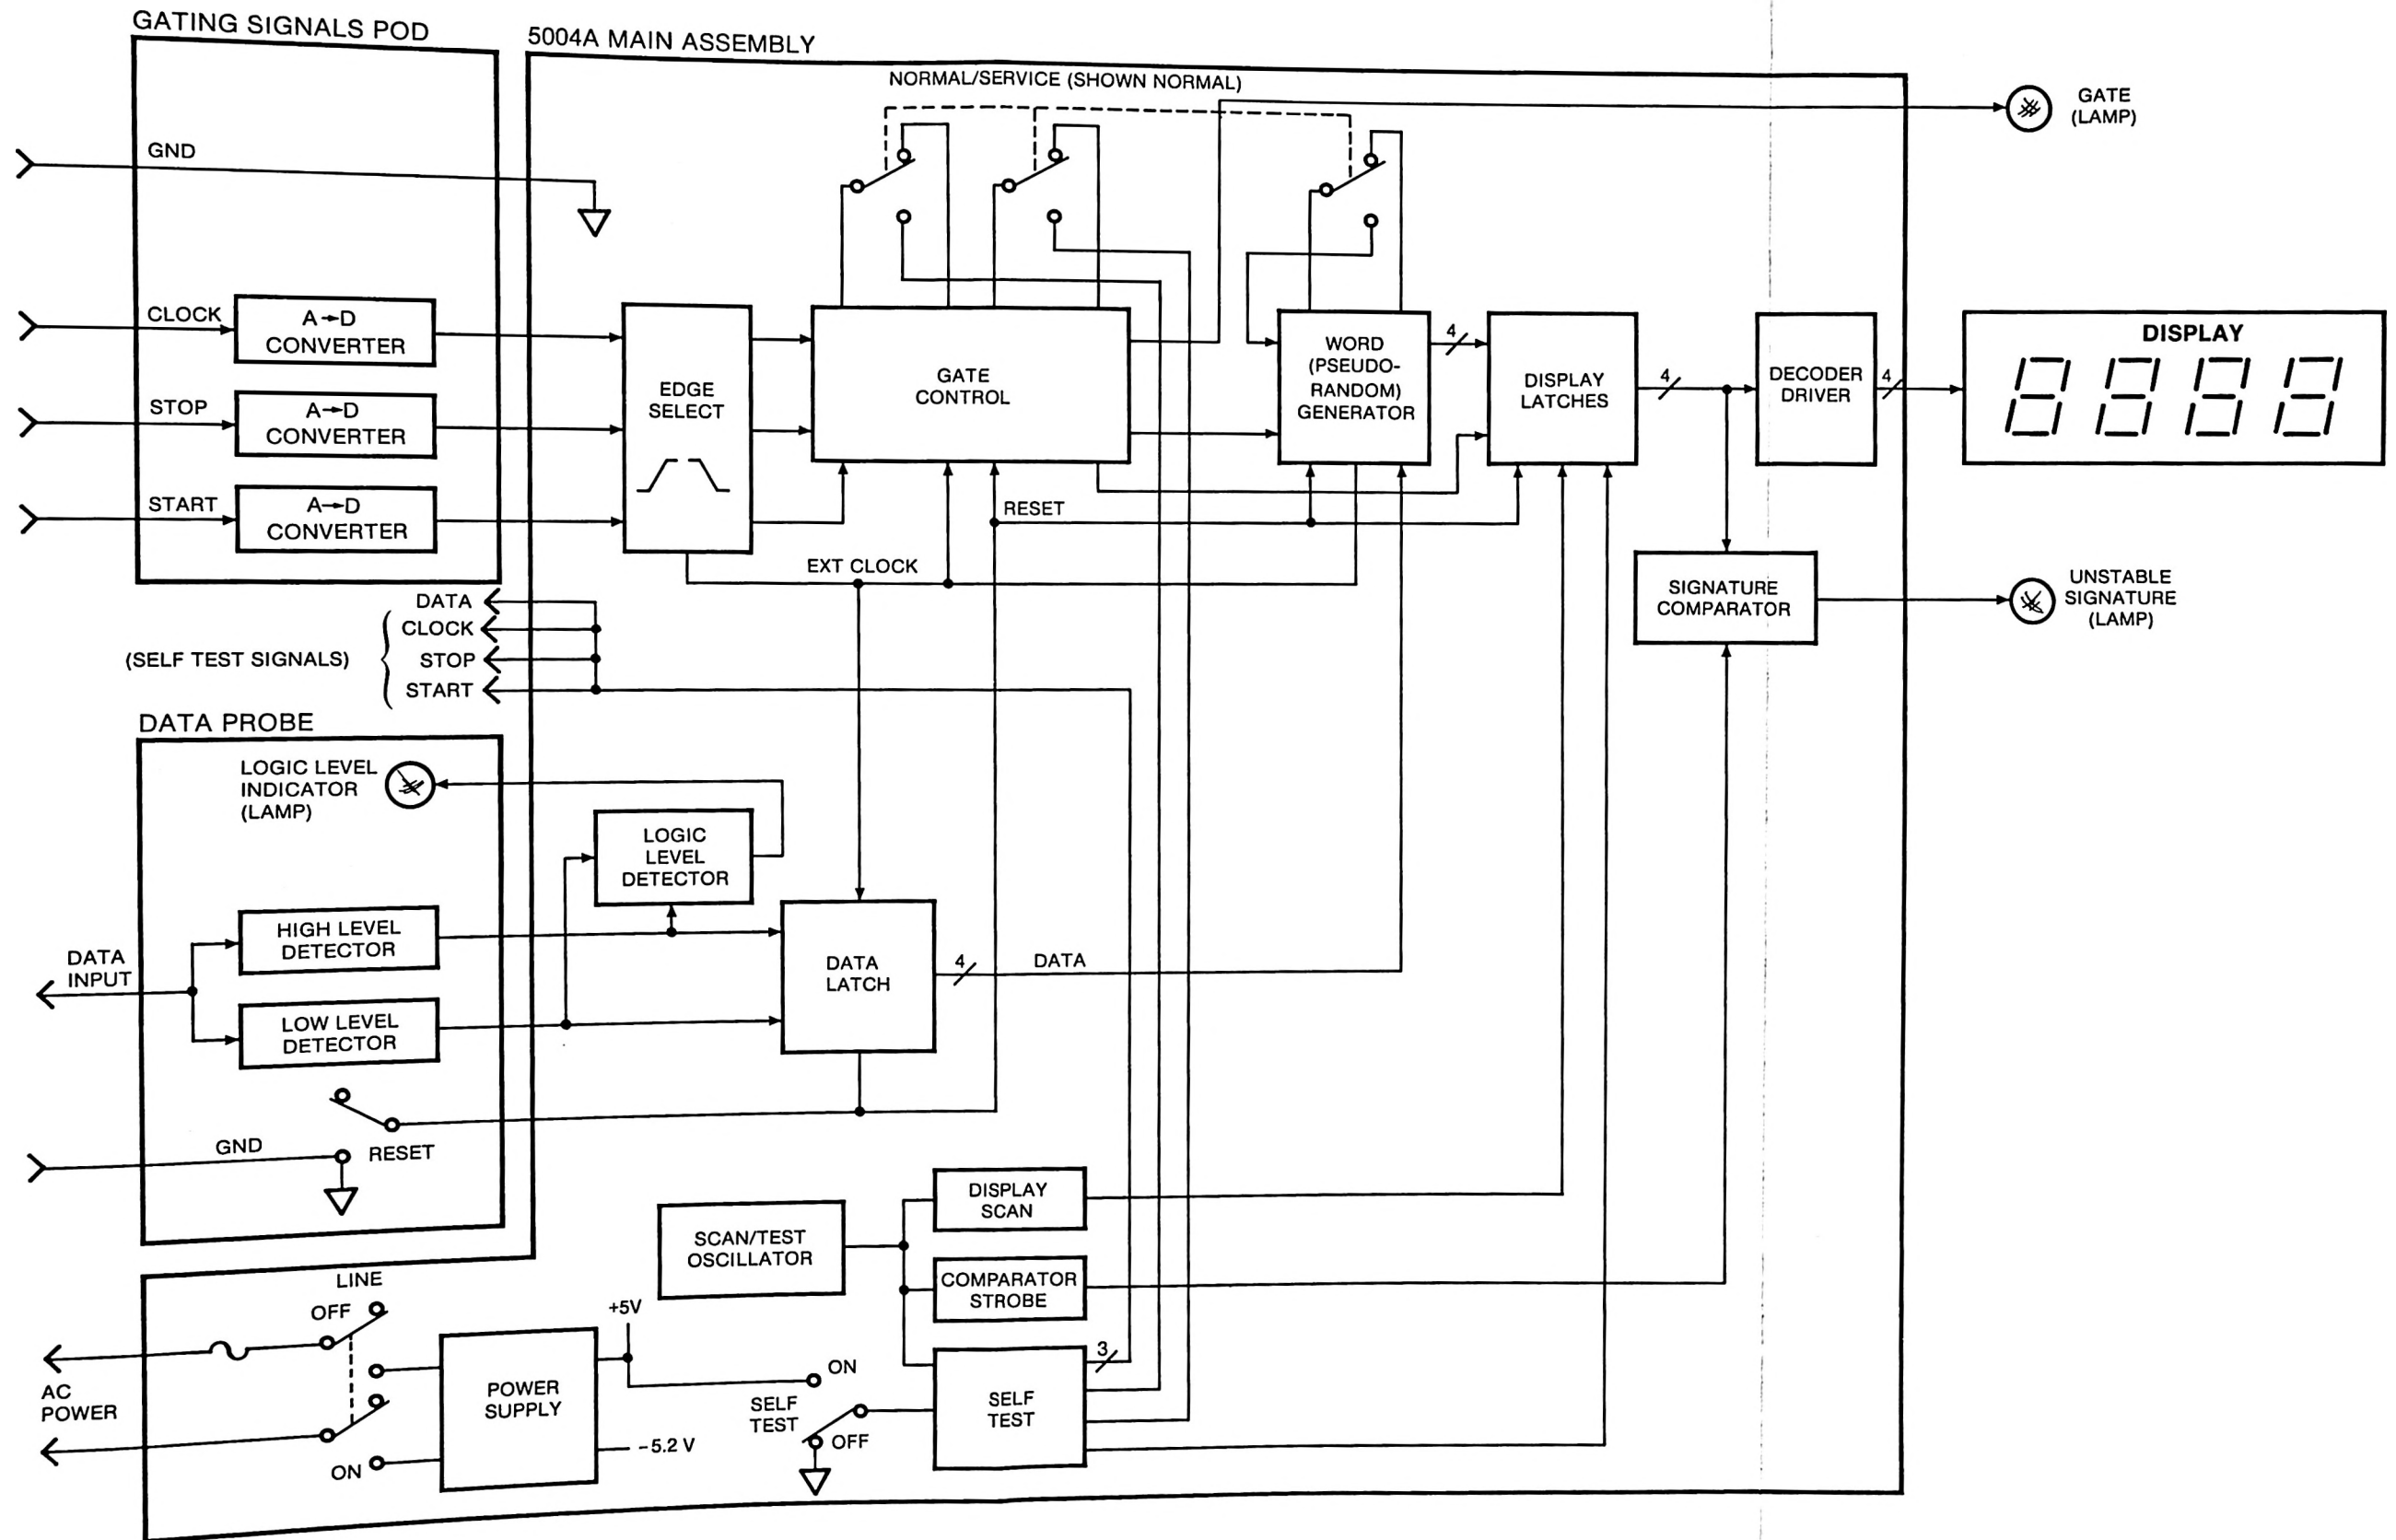 GATING SIGNALS POD
5004A MAIN ASSEMBLY
NORMAL/SERVICE (SHOWN NORMAL)
GATE
(LAMP)
GND
CLOCK
A→D
CONVERTER
STOP
A→D
CONVERTER
START
A→D
CONVERTER
EDGE
SELECT
GATE
CONTROL
WORD
(PSEUDO-
RANDOM)
GENERATOR
4
DISPLAY
LATCHES
4
DECODER
DRIVER
4
DISPLAY
8888
RESET
EXT CLOCK
SIGNATURE
COMPARATOR
UNSTABLE
SIGNATURE
(LAMP)
(SELF TEST SIGNALS)
DATA
CLOCK
STOP
START
DATA PROBE
LOGIC LEVEL
INDICATOR
(LAMP)
LOGIC
LEVEL
DETECTOR
HIGH LEVEL
DETECTOR
DATA
INPUT
LOW LEVEL
DETECTOR
DATA
LATCH
4
DATA
GND
RESET
DISPLAY
SCAN
SCAN/TEST
OSCILLATOR
COMPARATOR
STROBE
LINE
OFF
AC
POWER
ON
POWER
SUPPLY
+5V
-5.2 V
SELF
TEST
ON
OFF
SELF
TEST
3